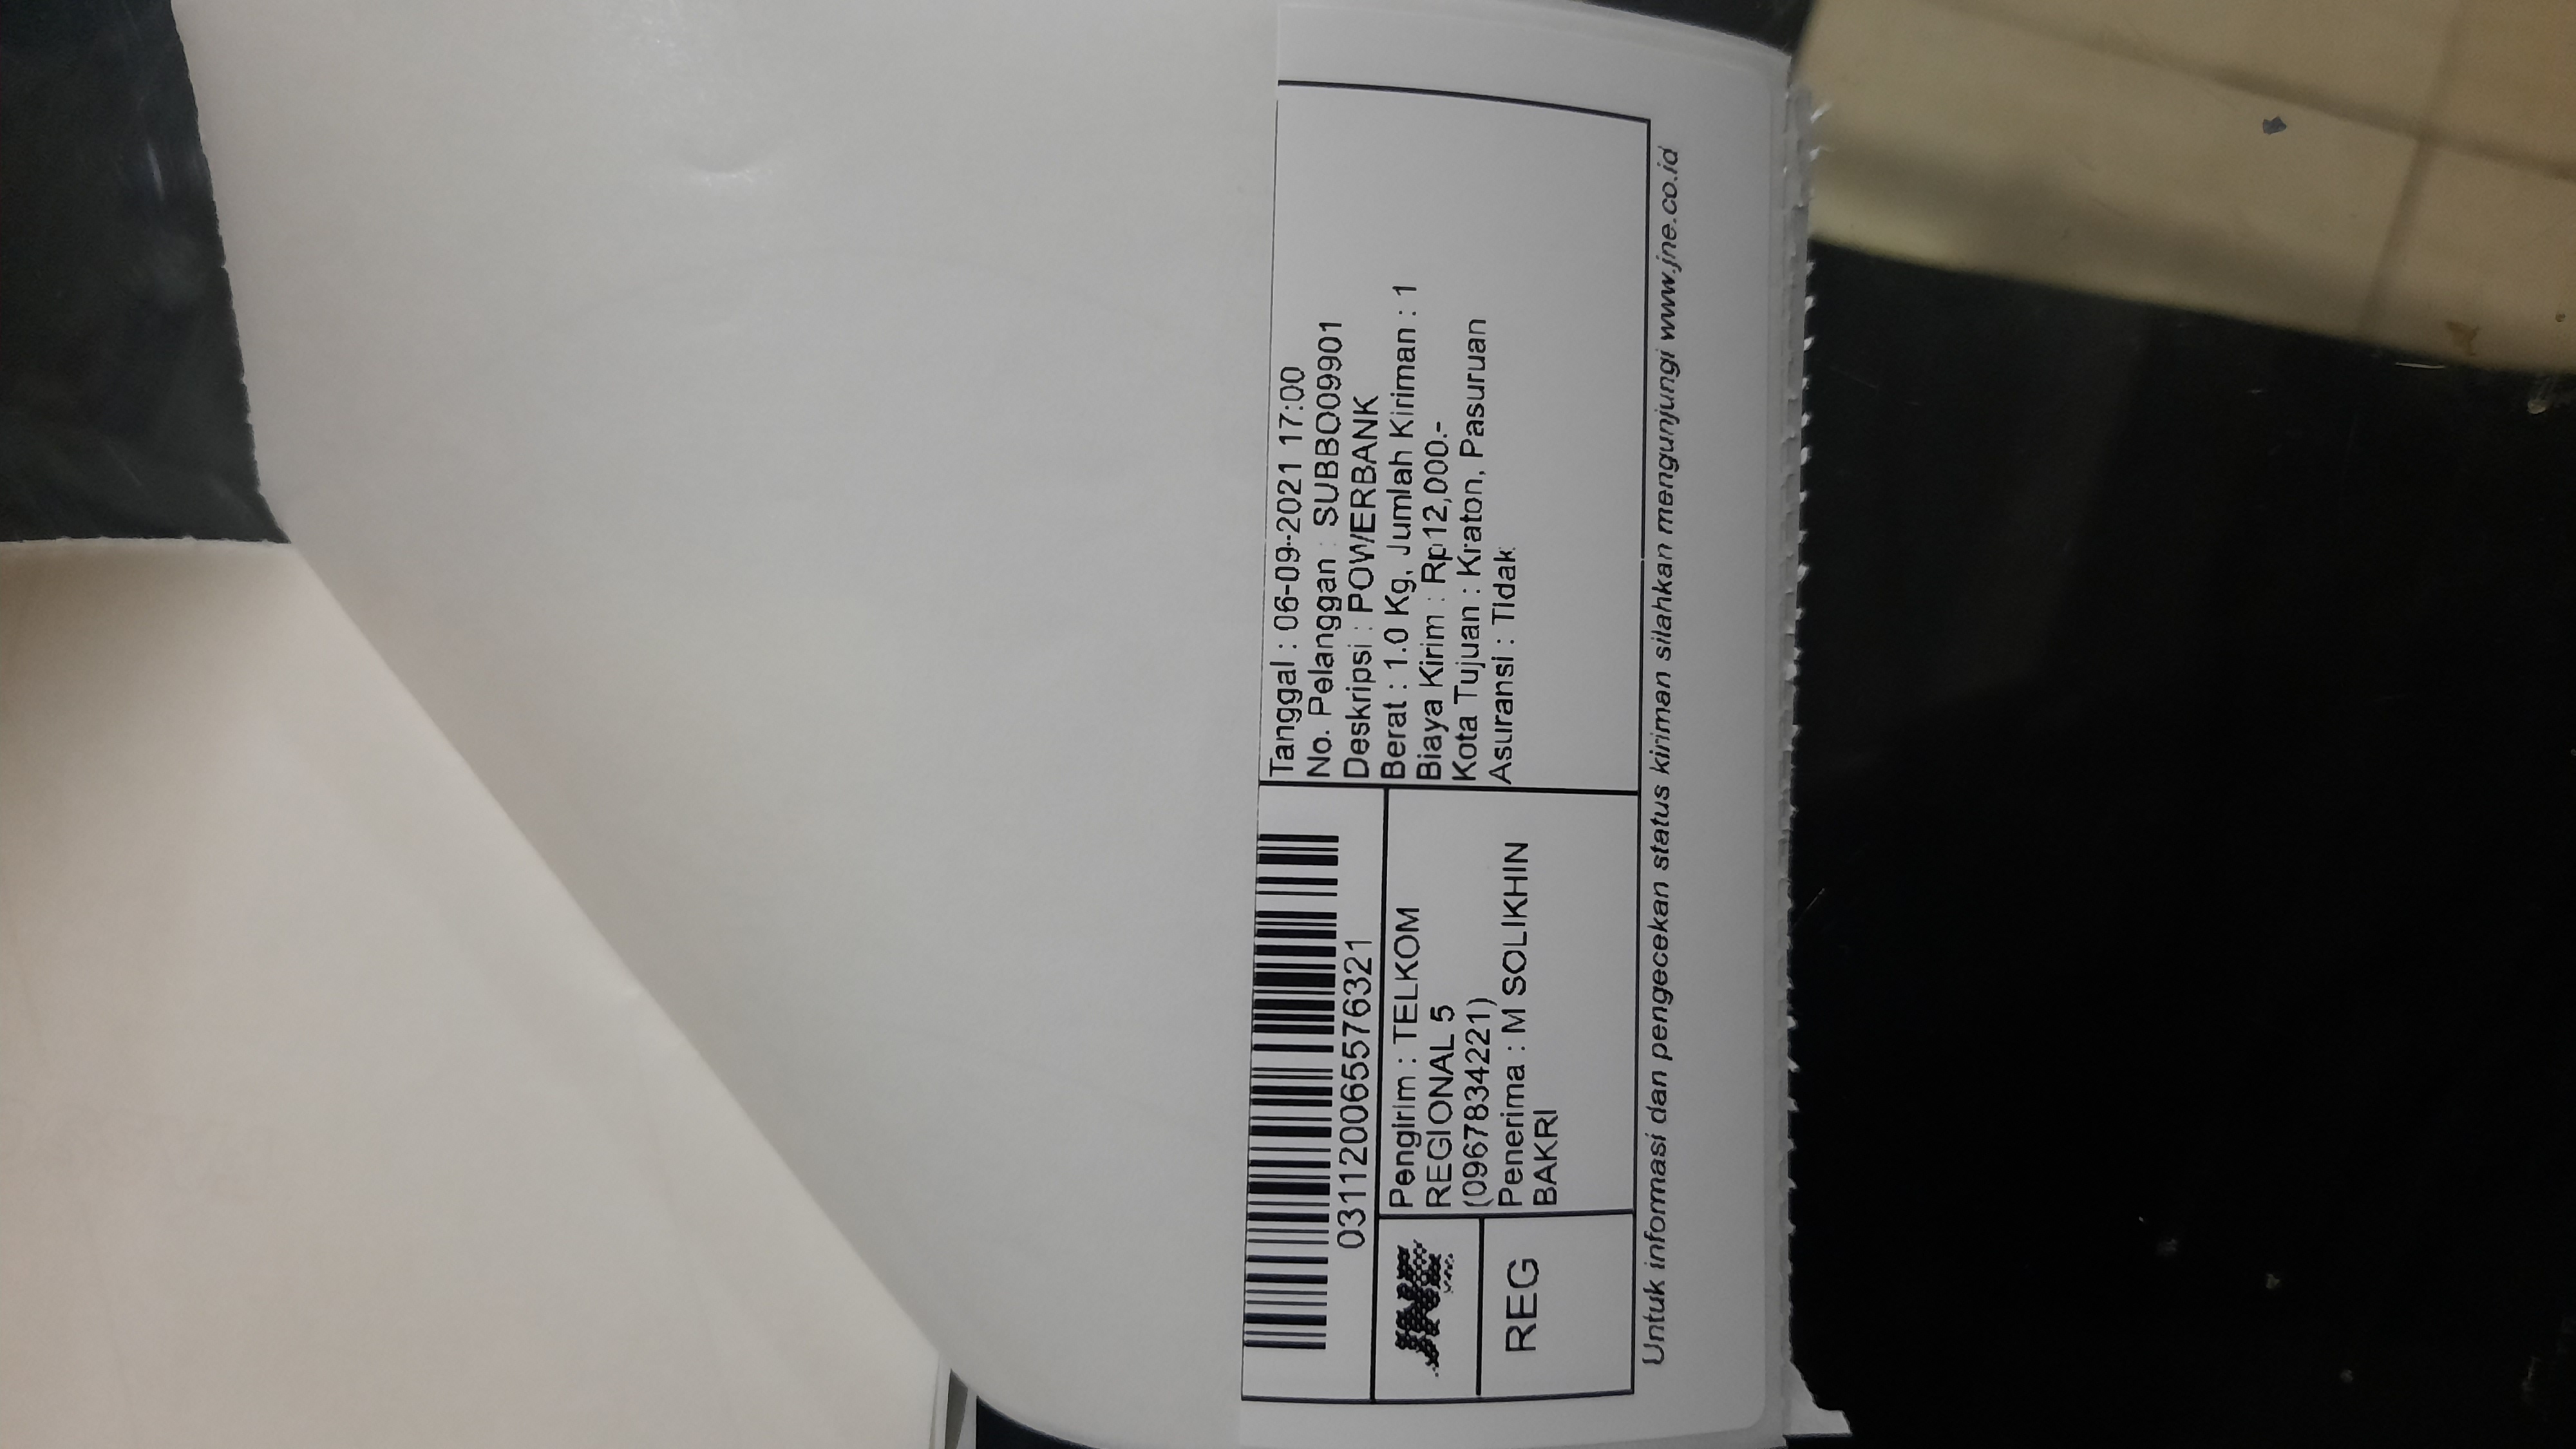 031120065576321
JNE
REG
Pengirim : TELKOM
REGIONAL 5
(0967834221)
Penerima : M SOLIKHIN
BAKRI
Tanggal : 06-09-2021 17:00
No. Pelanggan : SUBBO09901
Deskripsi : POWERBANK
Berat : 1.0 Kg, Jumlah Kiriman : 1
Biaya Kirim : Rp12,000.-
Kota Tujuan : Kraton, Pasuruan
Asuransi : Tidak
Untuk informasi dan pengecekan status kiriman silahkan mengunjungi www.jne.co.id